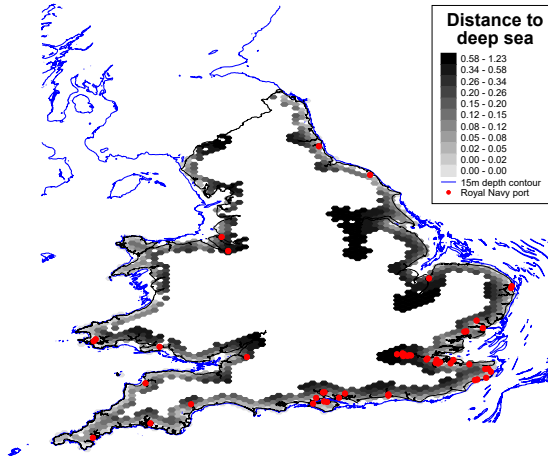 Distance to
deep sea
0.58 - 1.23
0.34 - 0.58
0.26 - 0.34
0.20 - 0.26
0.15 - 0.20
0.12 - 0.15
0.08 - 0.12
0.05 - 0.08
0.02 - 0.05
0.00 - 0.02
0.00 - 0.00
15m depth contour
Royal Navy port